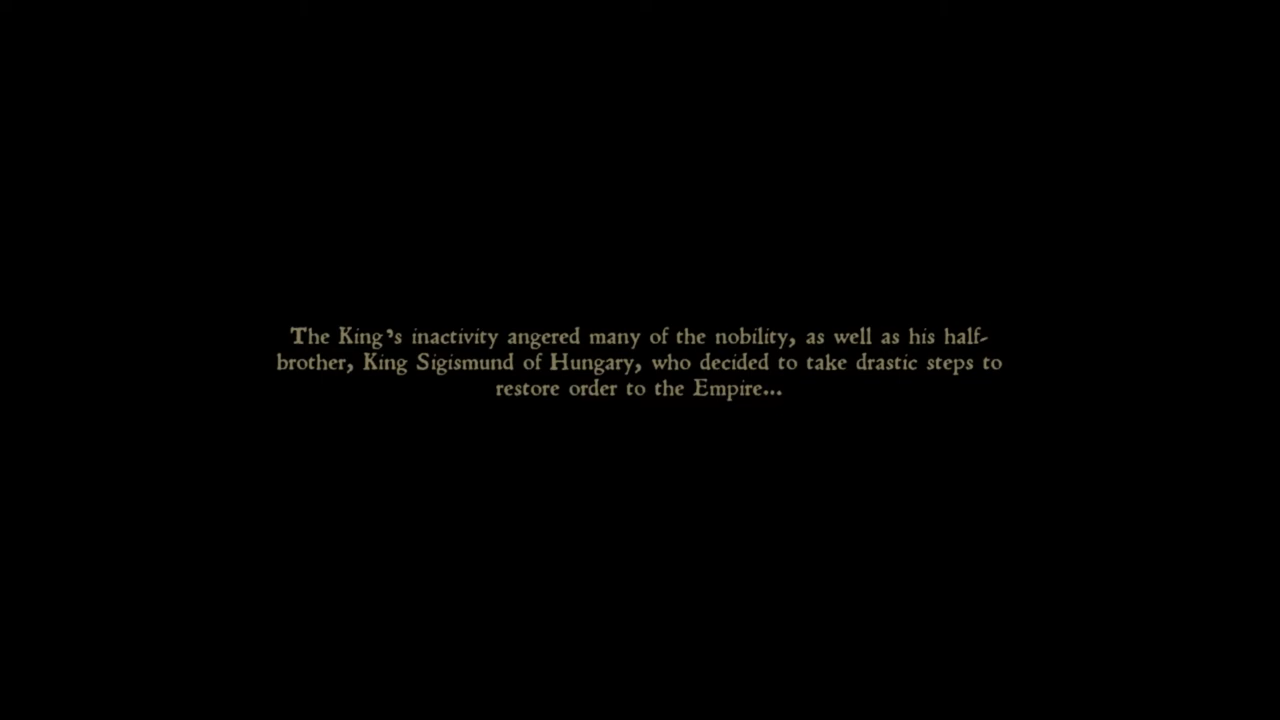 The King's inactivity angered many of the nobility, as well as his half-
brother, King Sigismund of Hungary, who decided to take drastic steps to
restore order to the Empire...